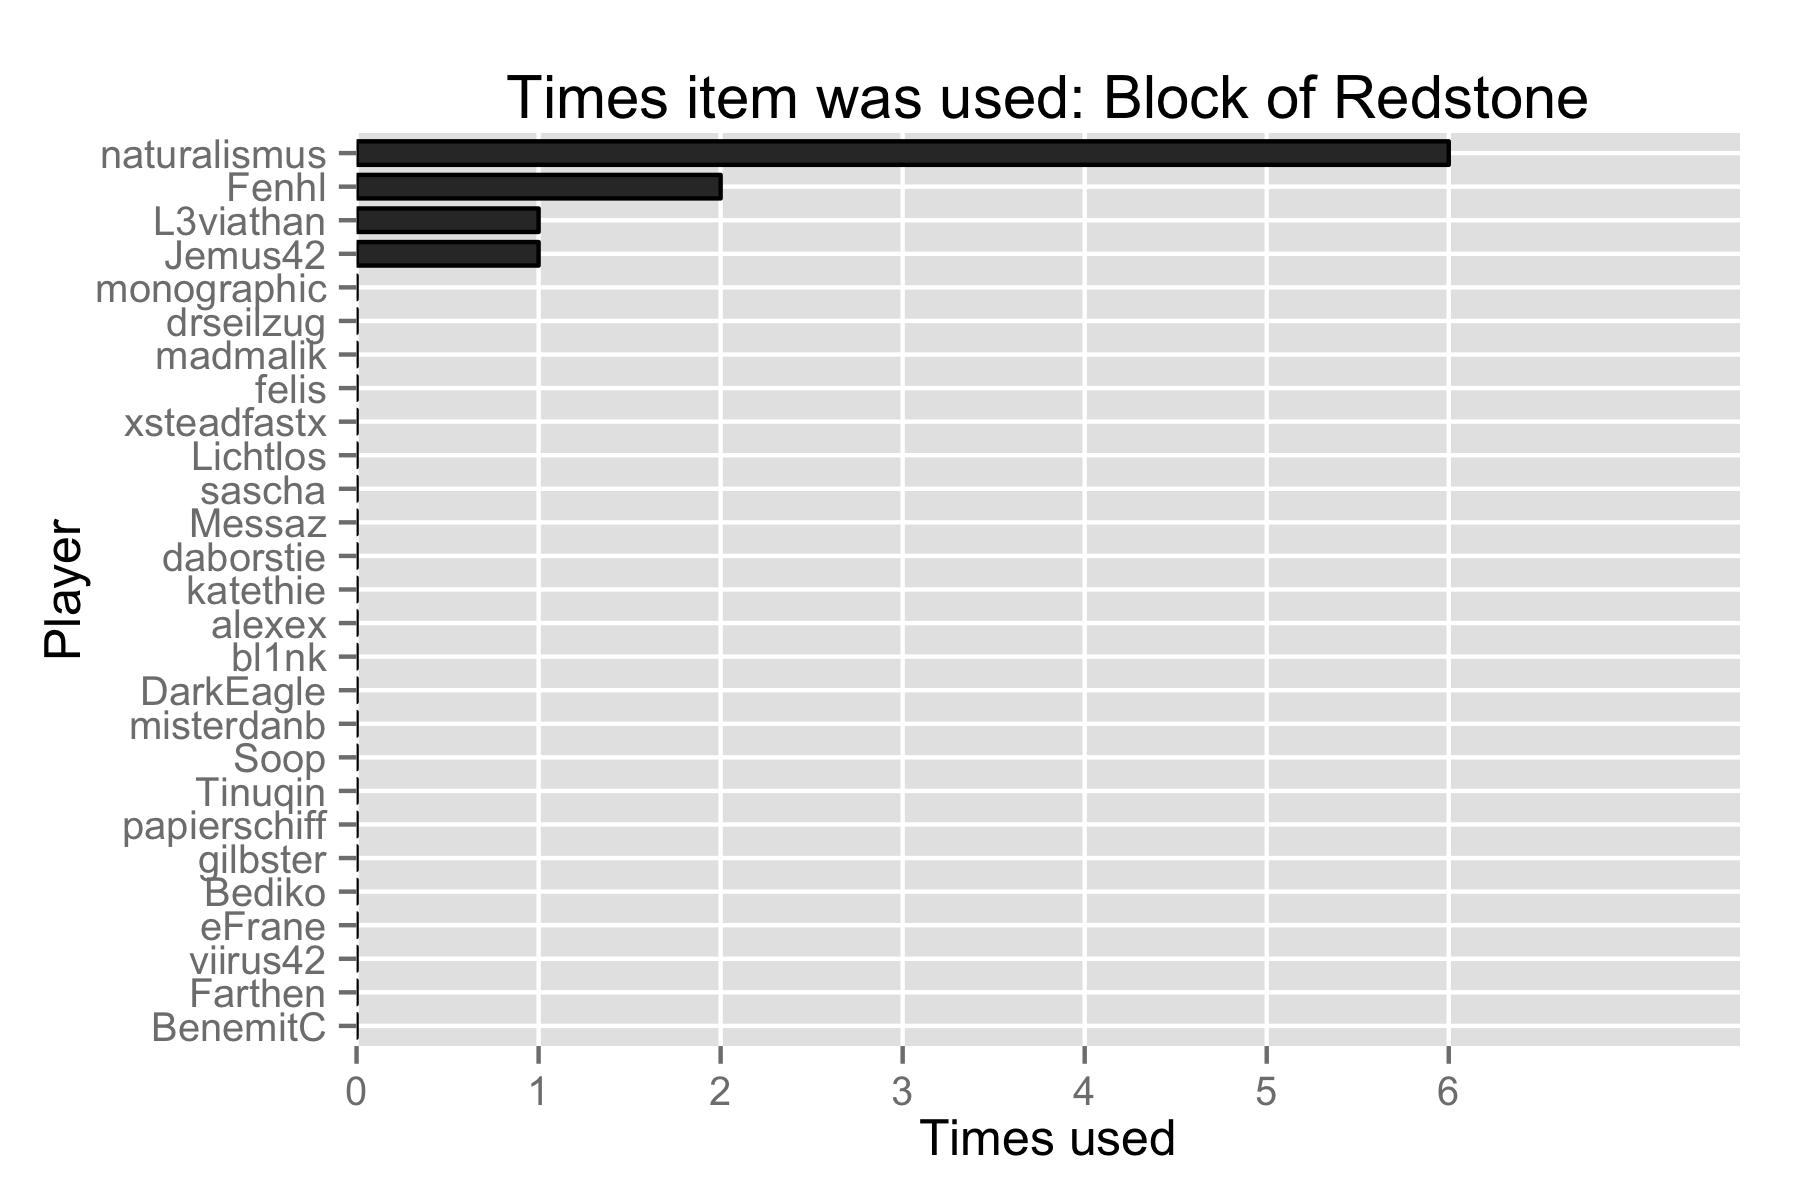 Times item was used: Block of Redstone
naturalismus
Fenhl
L3viathan
Jemus42
monographic
drseilzug
madmalik
felis
xsteadfastx
Lichtlos
sascha
Messaz
daborstie
katethie
alexex
bl1nk
DarkEagle
misterdanb
Soop
Tinuqin
papierschiff
gilbster
Bediko
eFrane
viirus42
Farthen
BenemitC
Player
0 1 2 3 4 5 6
Times used